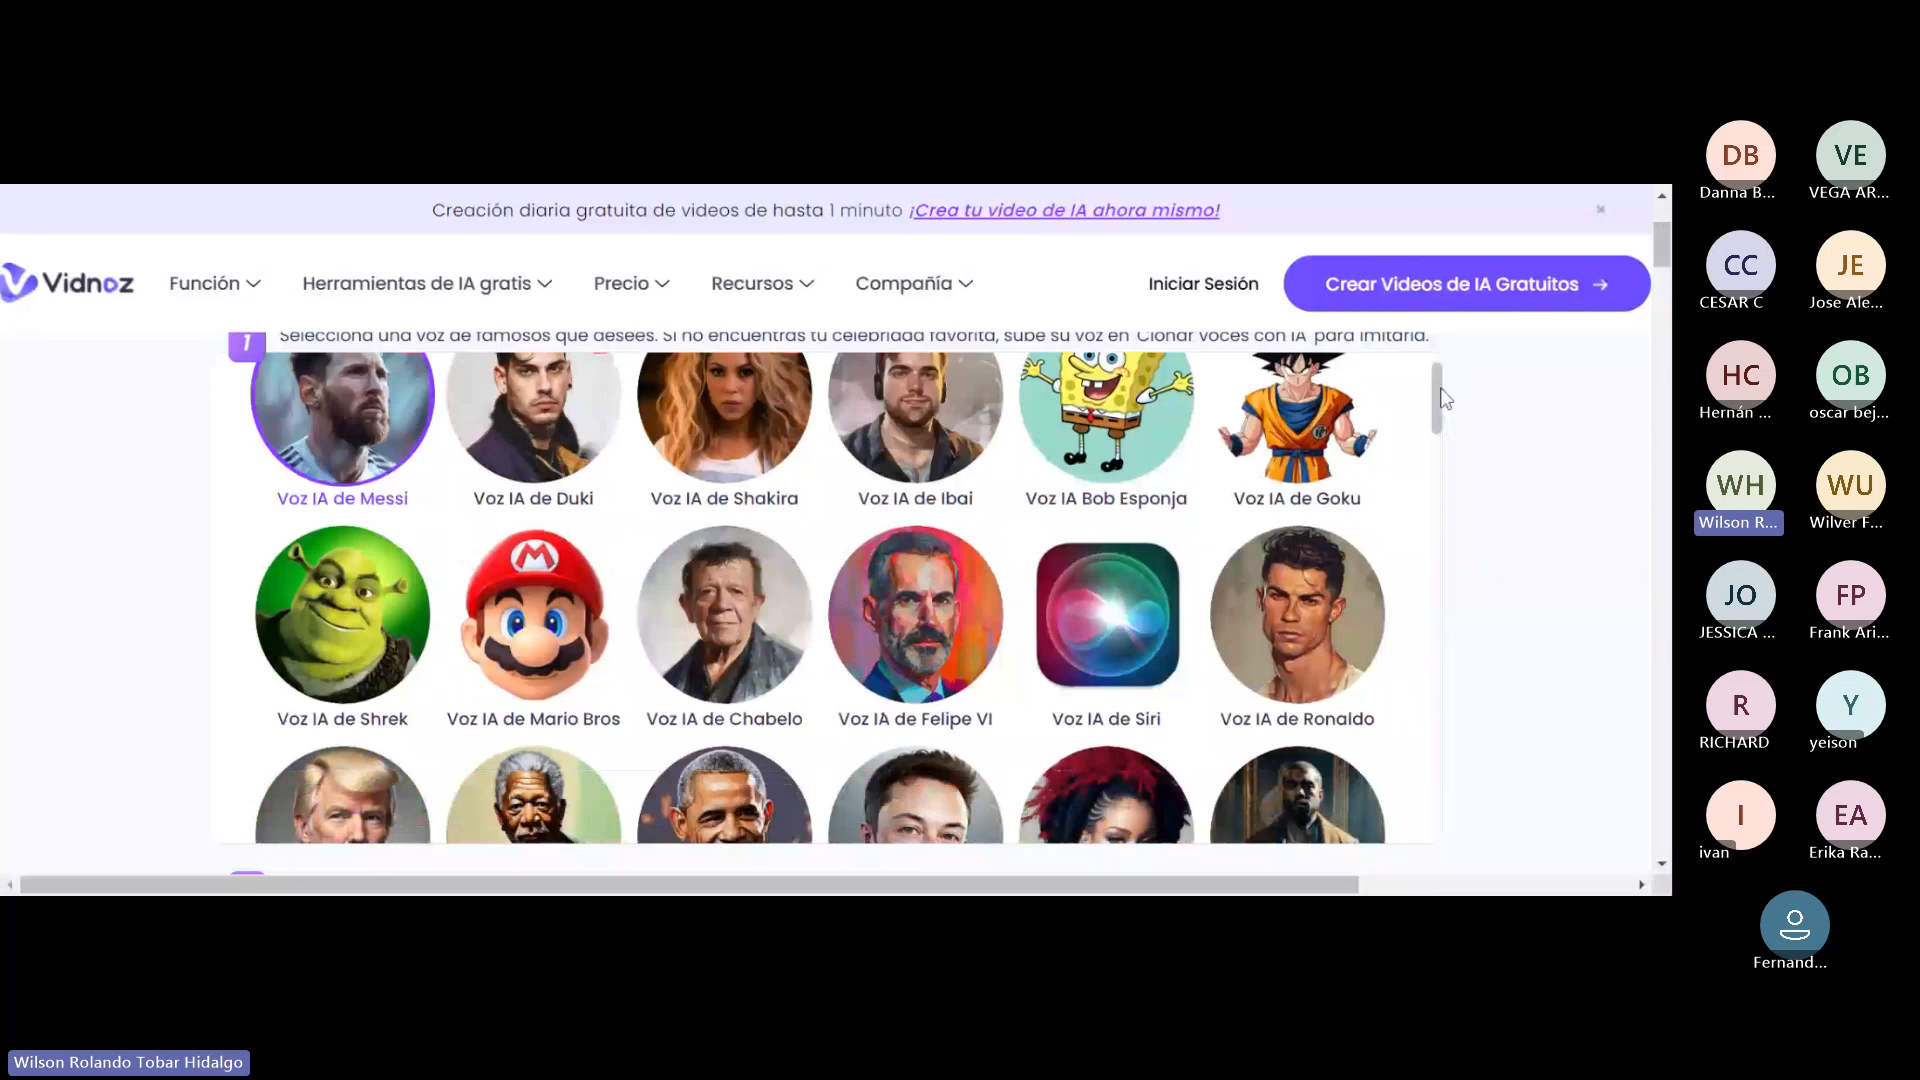 Creación diaria gratuita de videos de hasta 1 minuto ¡Crea tu video de IA ahora mismo!
Vidnoz Función Herramientas de IA gratis Precio Recursos Compañía Iniciar Sesión Crear Videos de IA Gratuitos →
1 Selecciona una voz de famosos que desees. Si no encuentras tu celebridad favorita, sube su voz en 'Clonar voces con IA' para imitarla.
Voz IA de Messi Voz IA de Duki Voz IA de Shakira Voz IA de Ibai Voz IA Bob Esponja Voz IA de Goku
M
Voz IA de Shrek Voz IA de Mario Bros Voz IA de Chabelo Voz IA de Felipe VI Voz IA de Siri Voz IA de Ronaldo
DB VE
Danna B... VEGA AR...
CC JE
CESAR C Jose Ale...
HC OB
Hernán ... oscar bej...
WH WU
Wilson R... Wilver F...
JO FP
JESSICA ... Frank Ari...
R Y
RICHARD yeison
I EA
ivan Erika Ra...
Fernand...
Wilson Rolando Tobar Hidalgo